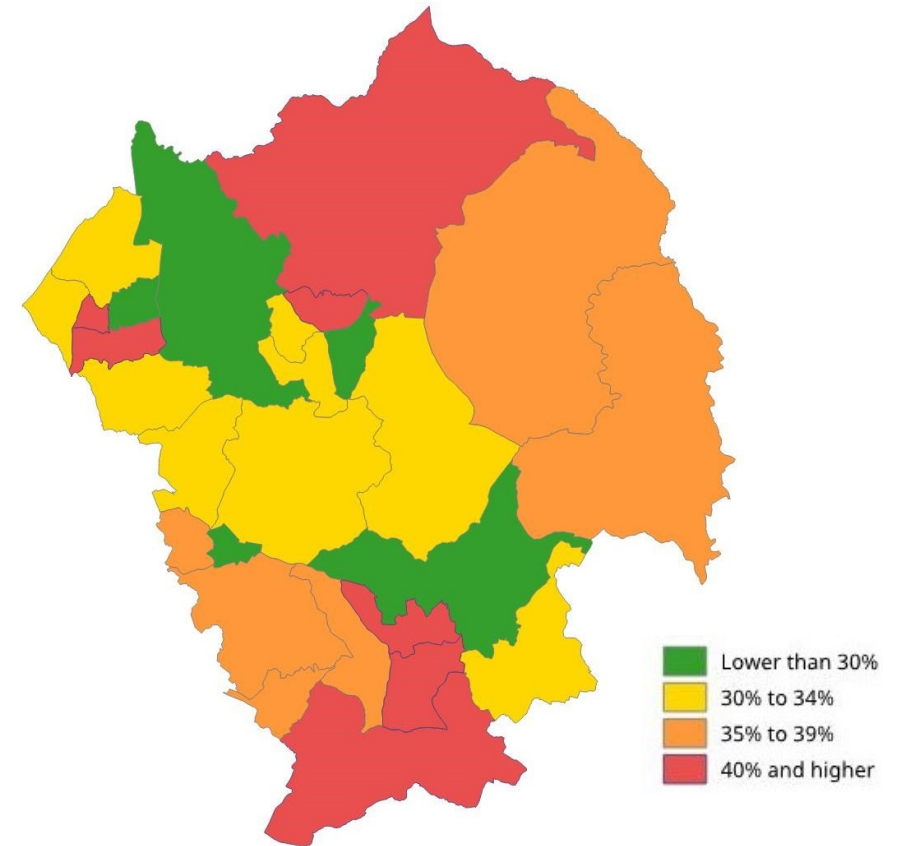 Lower than 30%
30% to 34%
35% to 39%
40% and higher